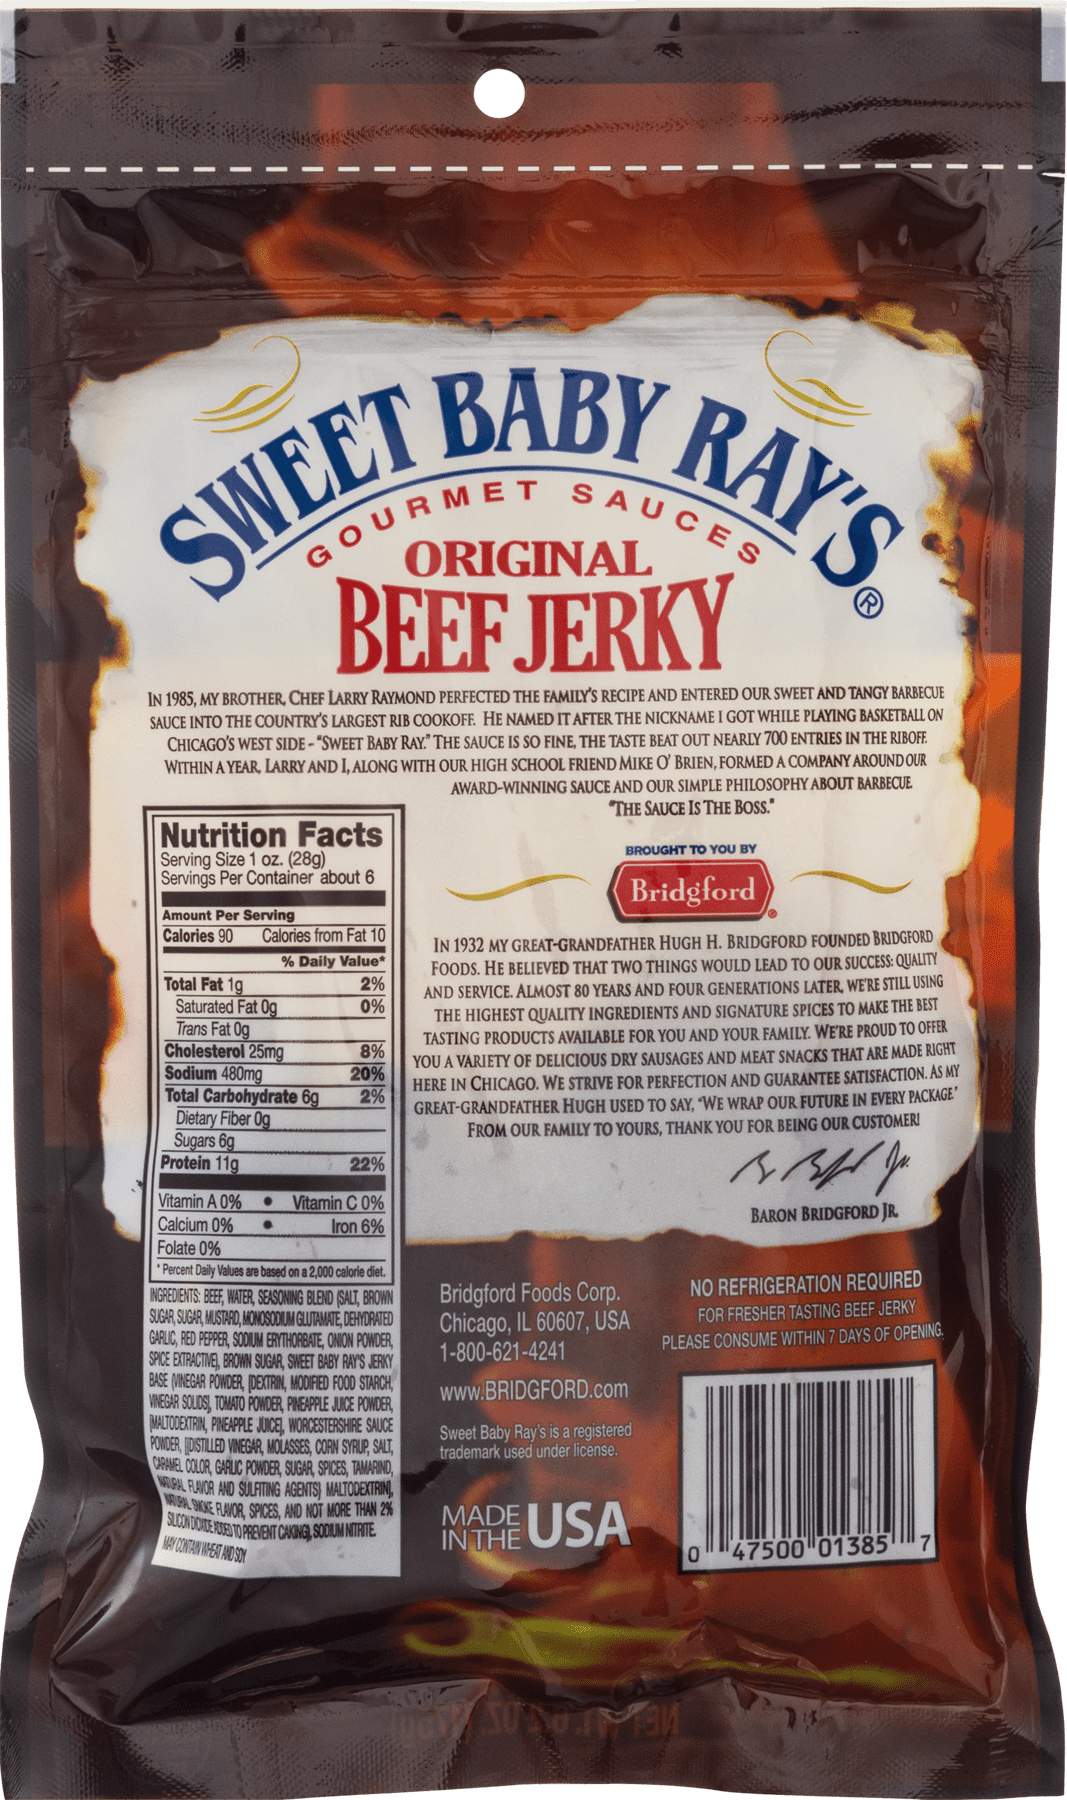 SWEET BABY RAY'S®
GOURMET SAUCES
ORIGINAL
BEEF JERKY
IN 1985, MY BROTHER, CHEF LARRY RAYMOND PERFECTED THE FAMILY'S RECIPE AND ENTERED OUR SWEET AND TANGY BARBECUE
SAUCE INTO THE COUNTRY'S LARGEST RIB COOKOFF. HE NAMED IT AFTER THE NICKNAME I GOT WHILE PLAYING BASKETBALL ON
CHICAGO'S WEST SIDE - "SWEET BABY RAY." THE SAUCE IS SO FINE, THE TASTE BEAT OUT NEARLY 700 ENTRIES IN THE RIBOFF.
WITHIN A YEAR, LARRY AND I, ALONG WITH OUR HIGH SCHOOL FRIEND MIKE O' BRIEN, FORMED A COMPANY AROUND OUR
AWARD-WINNING SAUCE AND OUR SIMPLE PHILOSOPHY ABOUT BARBECUE.
"THE SAUCE IS THE BOSS."
BROUGHT TO YOU BY
Bridgford®
IN 1932 MY GREAT-GRANDFATHER HUGH H. BRIDGFORD FOUNDED BRIDGFORD
FOODS. HE BELIEVED THAT TWO THINGS WOULD LEAD TO OUR SUCCESS: QUALITY
AND SERVICE. ALMOST 80 YEARS AND FOUR GENERATIONS LATER, WE'RE STILL USING
THE HIGHEST QUALITY INGREDIENTS AND SIGNATURE SPICES TO MAKE THE BEST
TASTING PRODUCTS AVAILABLE FOR YOU AND YOUR FAMILY. WE'RE PROUD TO OFFER
YOU A VARIETY OF DELICIOUS DRY SAUSAGES AND MEAT SNACKS THAT ARE MADE RIGHT
HERE IN CHICAGO. WE STRIVE FOR PERFECTION AND GUARANTEE SATISFACTION. AS MY
GREAT-GRANDFATHER HUGH USED TO SAY, "WE WRAP OUR FUTURE IN EVERY PACKAGE."
FROM OUR FAMILY TO YOURS, THANK YOU FOR BEING OUR CUSTOMER!
BARON BRIDGFORD JR.
Nutrition Facts
Serving Size 1 oz. (28g)
Servings Per Container about 6
Amount Per Serving
Calories 90 Calories from Fat 10
% Daily Value*
Total Fat 1g 2%
Saturated Fat 0g 0%
Trans Fat 0g
Cholesterol 25mg 8%
Sodium 480mg 20%
Total Carbohydrate 6g 2%
Dietary Fiber 0g
Sugars 6g
Protein 11g 22%
Vitamin A 0% • Vitamin C 0%
Calcium 0% • Iron 6%
Folate 0%
* Percent Daily Values are based on a 2,000 calorie diet.
INGREDIENTS: BEEF, WATER, SEASONING BLEND (SALT, BROWN
SUGAR, SUGAR, MUSTARD, MONOSODIUM GLUTAMATE, DEHYDRATED
GARLIC, RED PEPPER, SODIUM ERYTHORBATE, ONION POWDER,
SPICE EXTRACTIVE), BROWN SUGAR, SWEET BABY RAY'S JERKY
BASE (VINEGAR POWDER, [DEXTRIN, MODIFIED FOOD STARCH,
VINEGAR SOLIDS], TOMATO POWDER, PINEAPPLE JUICE POWDER,
[MALTODEXTRIN, PINEAPPLE JUICE], WORCESTERSHIRE SAUCE
POWDER, [(DISTILLED VINEGAR, MOLASSES, CORN SYRUP, SALT,
CARAMEL COLOR, GARLIC POWDER, SUGAR, SPICES, TAMARIND,
NATURAL FLAVOR AND SULFITING AGENTS) MALTODEXTRIN],
NATURAL SMOKE FLAVOR, SPICES, AND NOT MORE THAN 2%
SILICON DIOXIDE ADDED TO PREVENT CAKING), SODIUM NITRITE.
MAY CONTAIN WHEAT AND SOY
Bridgford Foods Corp.
Chicago, IL 60607, USA
1-800-621-4241
www.BRIDGFORD.com
Sweet Baby Ray's is a registered
trademark used under license.
MADE
IN THE USA
NO REFRIGERATION REQUIRED
FOR FRESHER TASTING BEEF JERKY
PLEASE CONSUME WITHIN 7 DAYS OF OPENING.
0 47500 01385 7